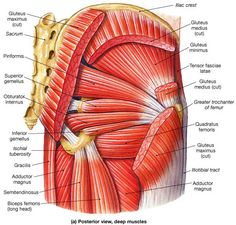 Gluteus
maximus
(cut)
Sacrum
Piriformis
Superior
gemellus
Obturator
internus
Inferior
gemellus
Ischial
tuberosity
Gracilis
Adductor
magnus
Semitendinosus
Biceps femoris
(long head)
Iliac crest
Gluteus
medius
(cut)
Gluteus
minimus
Tensor fasciae
latae
Gluteus
medius (cut)
Greater trochanter
of femur
Quadratus
femoris
Gluteus
maximus
(cut)
Iliotibial tract
Adductor
magnus
(a) Posterior view, deep muscles